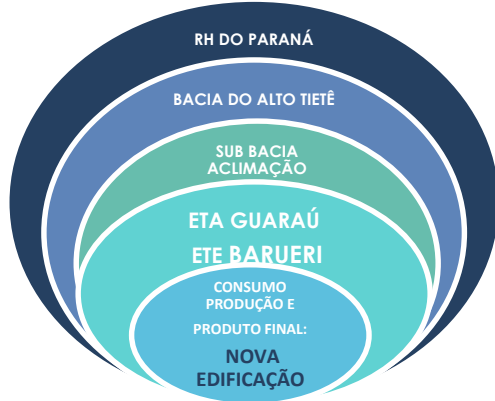 RH DO PARANÁ
BACIA DO ALTO TIETÊ
SUB BACIA
ACLIMAÇÃO
ETA GUARAÚ
ETE BARUERI
CONSUMO
PRODUÇÃO E
PRODUTO FINAL:
NOVA
EDIFICAÇÃO